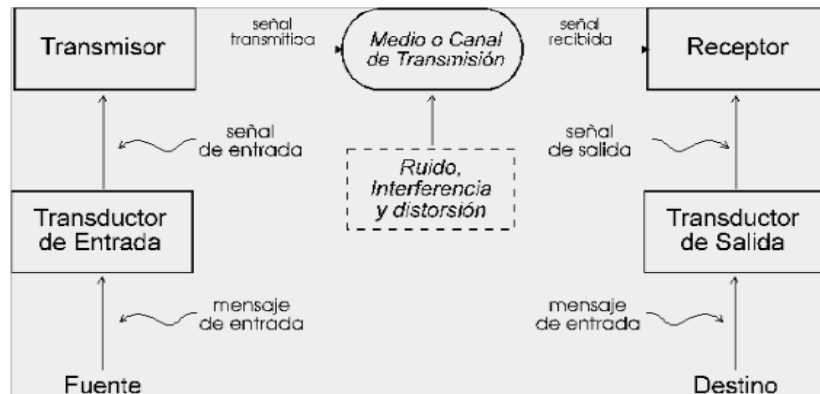 Transmisor
señal
transmitida
Medio o Canal
de Transmisión
señal
recibida
Receptor
señal
de entrada
Ruido,
Interferencia
y distorsión
señal
de salida
Transductor
de Entrada
Transductor
de Salida
mensaje
de entrada
mensaje
de entrada
Fuente
Destino